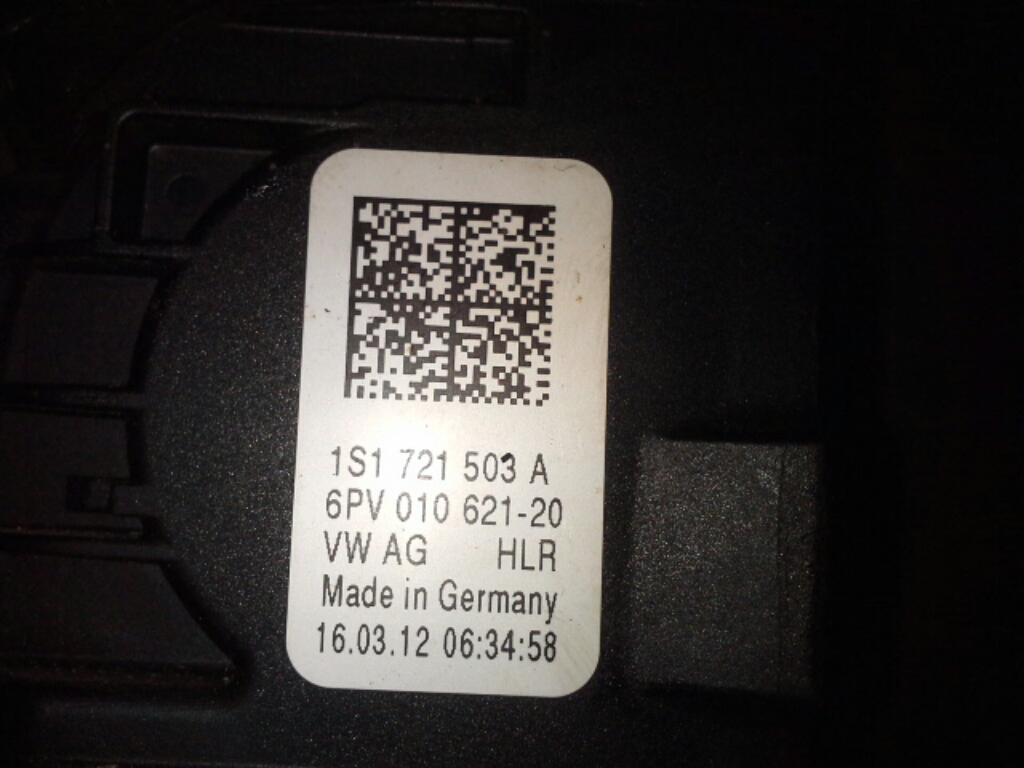 1S1 721 503 A
6PV 010 621-20
VW AG HLR
Made in Germany
16.03.12 06:34:58